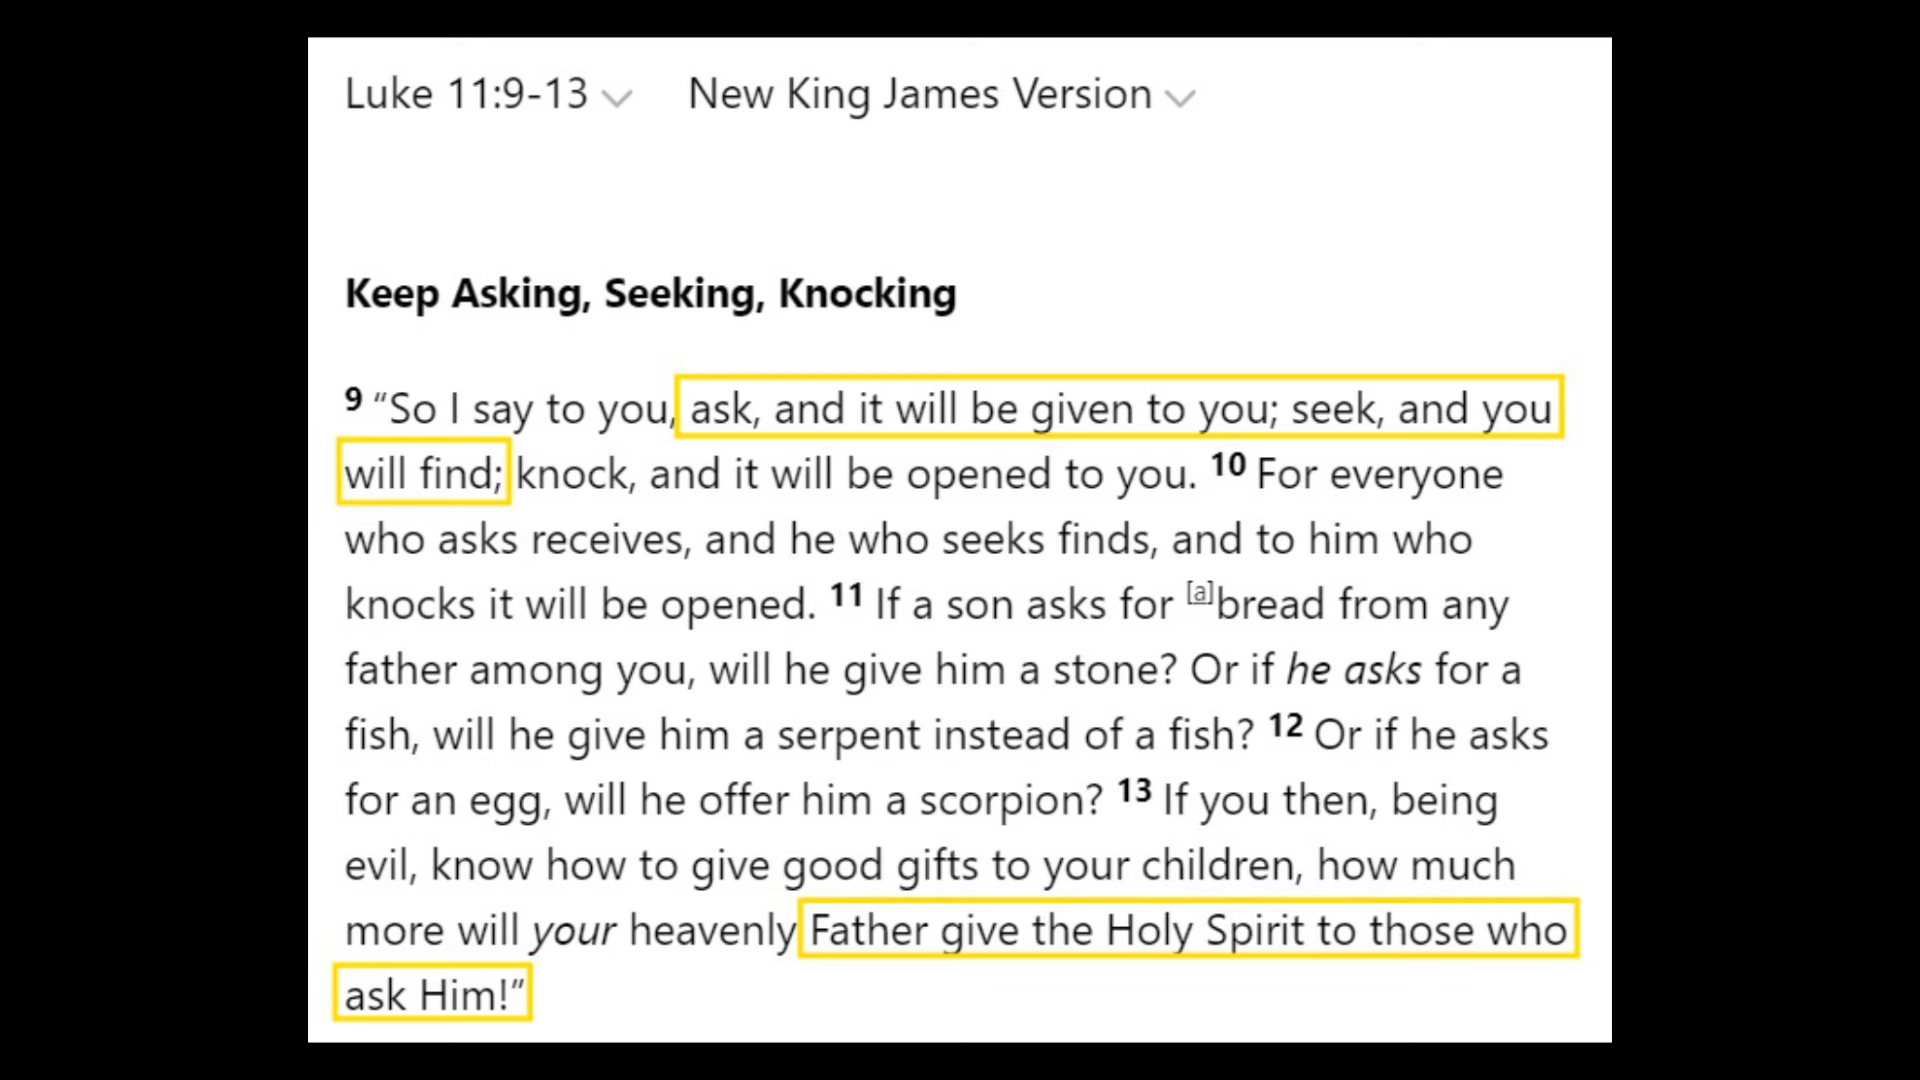 Luke 11:9-13 New King James Version
Keep Asking, Seeking, Knocking
9 “So I say to you, ask, and it will be given to you; seek, and you
will find; knock, and it will be opened to you. 10 For everyone
who asks receives, and he who seeks finds, and to him who
knocks it will be opened. 11 If a son asks for [a]bread from any
father among you, will he give him a stone? Or if he asks for a
fish, will he give him a serpent instead of a fish? 12 Or if he asks
for an egg, will he offer him a scorpion? 13 If you then, being
evil, know how to give good gifts to your children, how much
more will your heavenly Father give the Holy Spirit to those who
ask Him!”